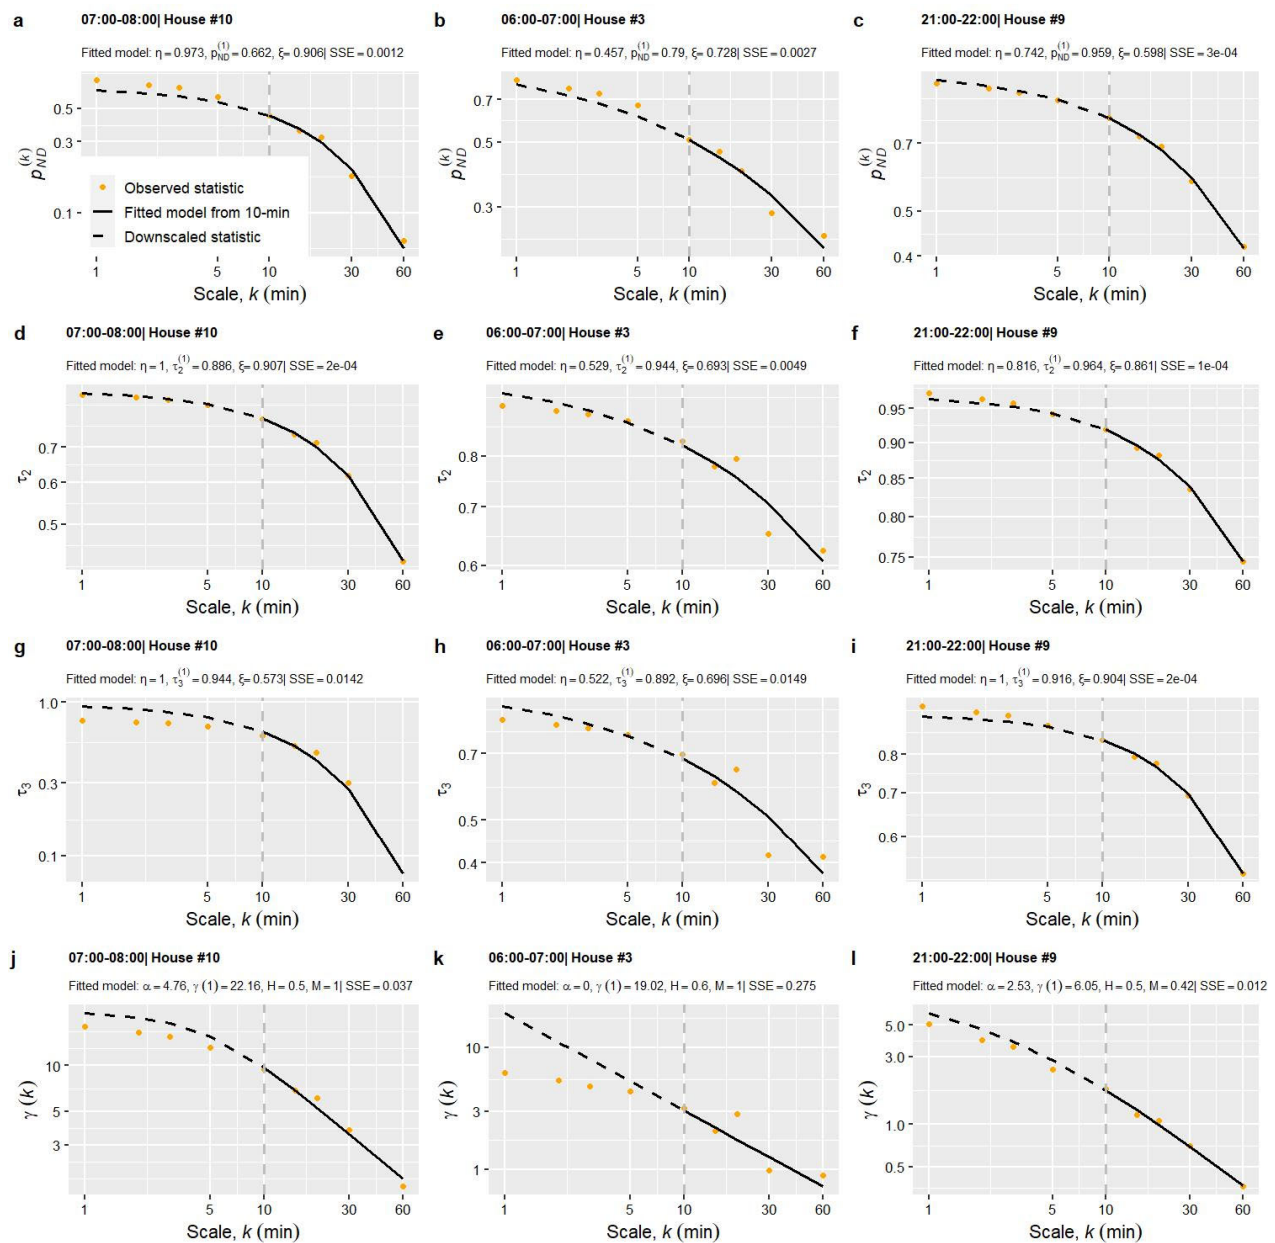 a 07:00-08:00| House #10
Fitted model: η = 0.973, p_ND^(1) = 0.662, ξ= 0.906| SSE = 0.0012
0.5
0.3
0.1
p_ND^(k)
Observed statistic
Fitted model from 10-min
Downscaled statistic
1 5 10 30 60
Scale, k (min)
b 06:00-07:00| House #3
Fitted model: η = 0.457, p_ND^(1) = 0.79, ξ= 0.728| SSE = 0.0027
0.7
0.5
0.3
p_ND^(k)
1 5 10 30 60
Scale, k (min)
c 21:00-22:00| House #9
Fitted model: η = 0.742, p_ND^(1) = 0.959, ξ= 0.598| SSE = 3e-04
0.7
0.5
0.4
p_ND^(k)
1 5 10 30 60
Scale, k (min)
d 07:00-08:00| House #10
Fitted model: η = 1, τ_2^(1) = 0.886, ξ= 0.907| SSE = 2e-04
0.7
0.6
0.5
τ_2
1 5 10 30 60
Scale, k (min)
e 06:00-07:00| House #3
Fitted model: η = 0.529, τ_2^(1) = 0.944, ξ= 0.693| SSE = 0.0049
0.8
0.7
0.6
τ_2
1 5 10 30 60
Scale, k (min)
f 21:00-22:00| House #9
Fitted model: η = 0.816, τ_2^(1) = 0.964, ξ= 0.861| SSE = 1e-04
0.95
0.90
0.85
0.80
0.75
τ_2
1 5 10 30 60
Scale, k (min)
g 07:00-08:00| House #10
Fitted model: η = 1, τ_3^(1) = 0.944, ξ= 0.573| SSE = 0.0142
1.0
0.3
0.1
τ_3
1 5 10 30 60
Scale, k (min)
h 06:00-07:00| House #3
Fitted model: η = 0.522, τ_3^(1) = 0.892, ξ= 0.696| SSE = 0.0149
0.7
0.5
0.4
τ_3
1 5 10 30 60
Scale, k (min)
i 21:00-22:00| House #9
Fitted model: η = 1, τ_3^(1) = 0.916, ξ= 0.904| SSE = 2e-04
0.8
0.7
0.6
τ_3
1 5 10 30 60
Scale, k (min)
j 07:00-08:00| House #10
Fitted model: α = 4.76, γ (1) = 22.16, H = 0.5, M = 1| SSE = 0.037
10
5
3
γ (k)
1 5 10 30 60
Scale, k (min)
k 06:00-07:00| House #3
Fitted model: α = 0, γ (1) = 19.02, H = 0.6, M = 1| SSE = 0.275
10
3
1
γ (k)
1 5 10 30 60
Scale, k (min)
l 21:00-22:00| House #9
Fitted model: α = 2.53, γ (1) = 6.05, H = 0.5, M = 0.42| SSE = 0.012
5.0
3.0
1.0
0.5
γ (k)
1 5 10 30 60
Scale, k (min)